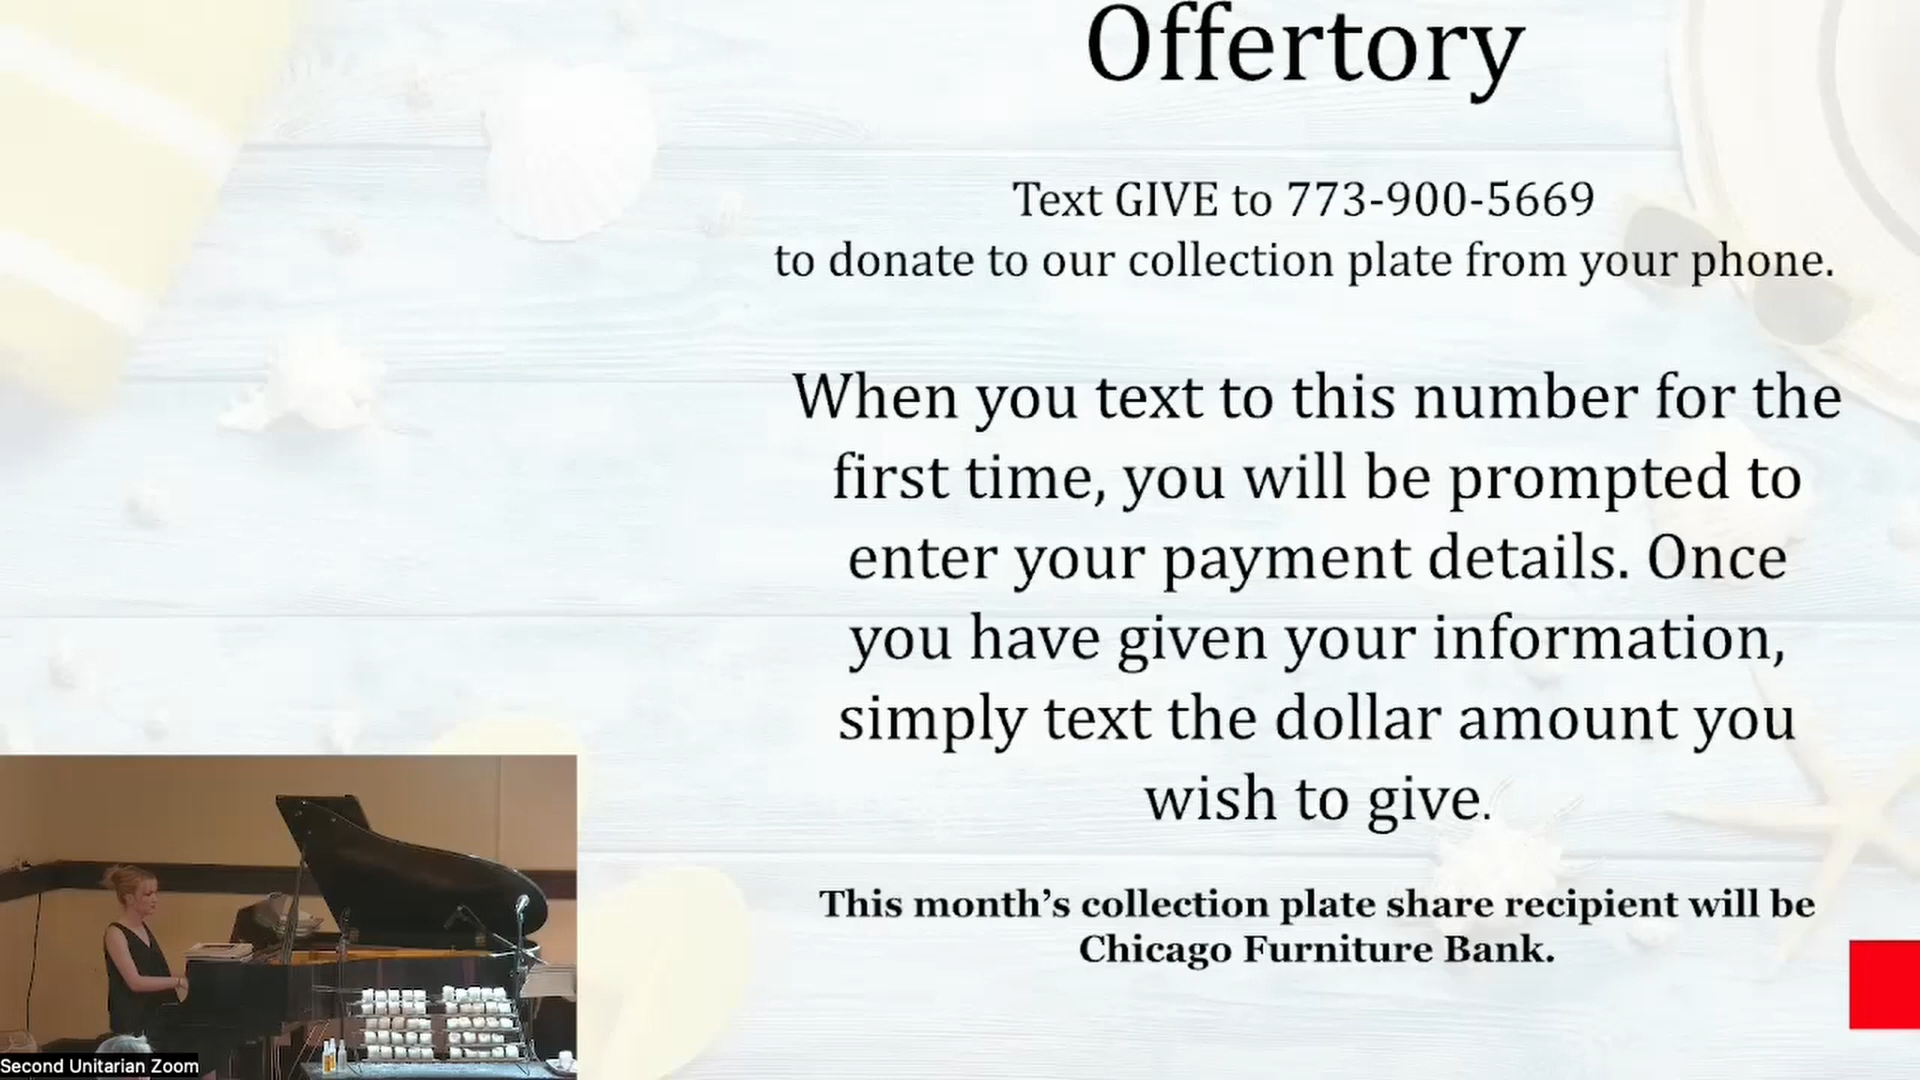 Offertory
Text GIVE to 773-900-5669
to donate to our collection plate from your phone.
When you text to this number for the
first time, you will be prompted to
enter your payment details. Once
you have given your information,
simply text the dollar amount you
wish to give.
This month’s collection plate share recipient will be
Chicago Furniture Bank.
Second Unitarian Zoom